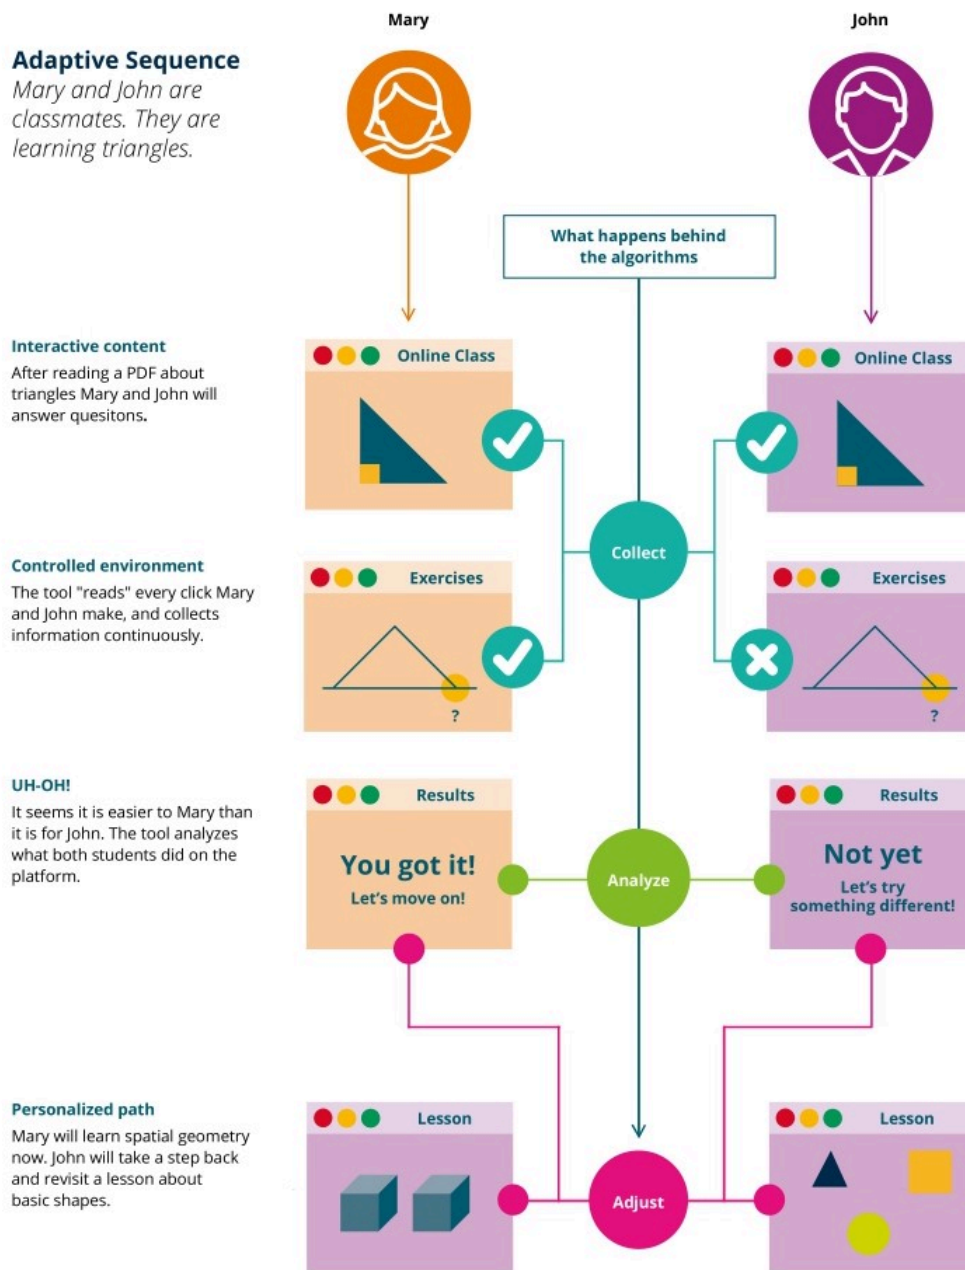 Mary
John
Adaptive Sequence
Mary and John are
classmates. They are
learning triangles.
What happens behind
the algorithms
Interactive content
After reading a PDF about
triangles Mary and John will
answer quesitons.
Online Class
Online Class
Collect
Controlled environment
The tool "reads" every click Mary
and John make, and collects
information continuously.
Exercises
?
Exercises
?
UH-OH!
It seems it is easier to Mary than
it is for John. The tool analyzes
what both students did on the
platform.
Results
You got it!
Let's move on!
Analyze
Results
Not yet
Let's try
something different!
Personalized path
Mary will learn spatial geometry
now. John will take a step back
and revisit a lesson about
basic shapes.
Lesson
Adjust
Lesson